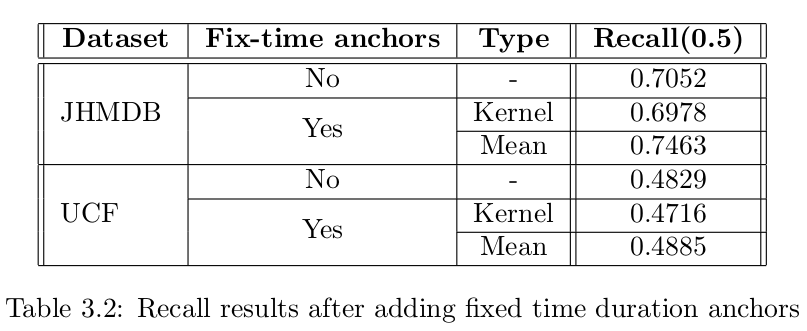 Dataset Fix-time anchors Type Recall(0.5)
No - 0.7052
JHMDB Yes Kernel 0.6978
Mean 0.7463
No - 0.4829
UCF Yes Kernel 0.4716
Mean 0.4885
Table 3.2: Recall results after adding fixed time duration anchors